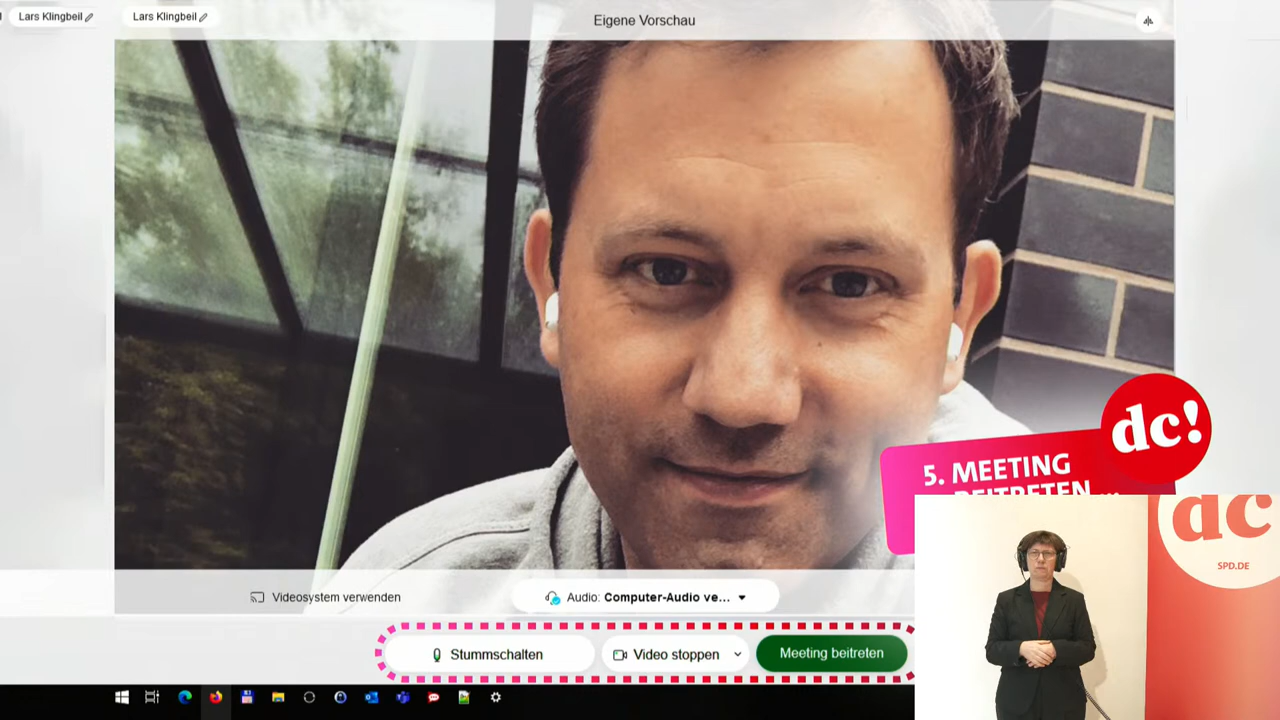 Lars Klingbeil
Lars Klingbeil
Eigene Vorschau
dc!
5. MEETING
BEITRETEN ...
dc
SPD.DE
Videosystem verwenden
Audio: Computer-Audio ve...
Stummschalten
Video stoppen
Meeting beitreten